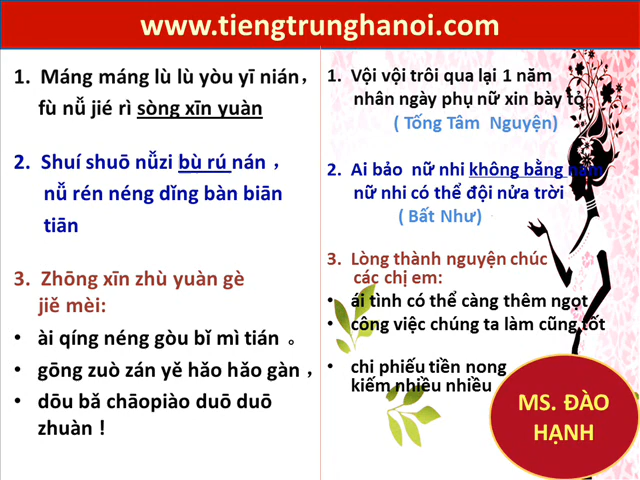 www.tiengtrunghanoi.com
1. Máng máng lù lù yòu yī nián，
fù nǚ jié rì sòng xīn yuàn
2. Shuí shuō nǚzi bù rú nán，
nǚ rén néng dǐng bàn biān
tiān
3. Zhōng xīn zhù yuàn gè
jiě mèi:
• ài qíng néng gòu bǐ mì tián 。
• gōng zuò zán yě hǎo hǎo gàn，
• dōu bǎ chāopiào duō duō
zhuàn !
1. Vội vội trôi qua lại 1 năm
nhân ngày phụ nữ xin bày tỏ
( Tống Tâm Nguyện)
2. Ai bảo nữ nhi không bằng nam
nữ nhi có thể đội nửa trời
( Bất Như)
3. Lòng thành nguyện chúc
các chị em:
• ái tình có thể càng thêm ngọt
• công việc chúng ta làm cũng tốt
• chi phiếu tiền nong
kiếm nhiều nhiều
MS. ĐÀO
HẠNH